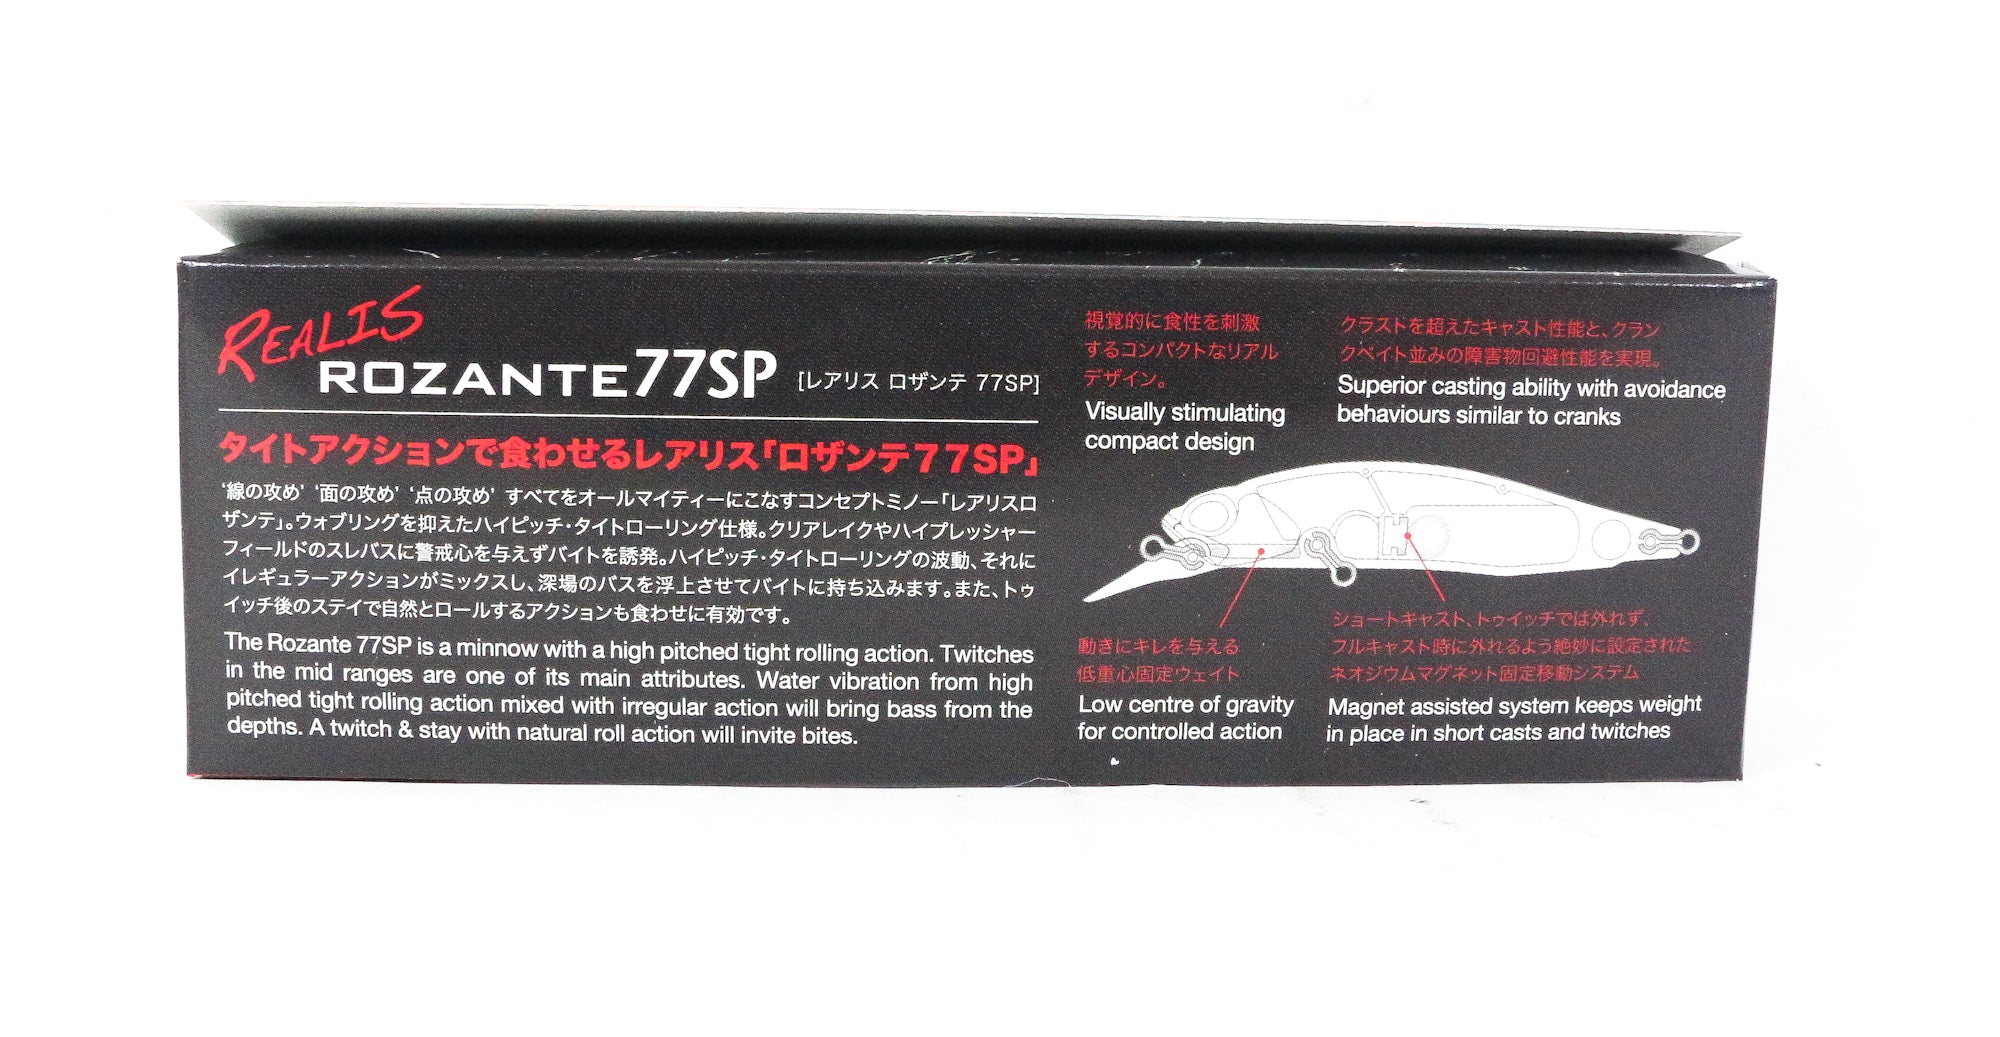 REALIS
ROZANTE77SP [レアリス ロザンテ 77SP]
タイトアクションで食わせるレアリス「ロザンテ77SP」
‘線の攻め’ ‘面の攻め’ ‘点の攻め’ すべてをオールマイティーにこなすコンセプトミノー「レアリスロ
ザンテ」。ウォブリングを抑えたハイピッチ・タイトローリング仕様。クリアレイクやハイプレッシャー
フィールドのスレバスに警戒心を与えずバイトを誘発。ハイピッチ・タイトローリングの波動、それに
イレギュラーアクションがミックスし、深場のバスを浮上させてバイトに持ち込みます。また、トゥ
イッチ後のステイで自然とロールするアクションも食わせに有効です。
The Rozante 77SP is a minnow with a high pitched tight rolling action. Twitches
in the mid ranges are one of its main attributes. Water vibration from high
pitched tight rolling action mixed with irregular action will bring bass from the
depths. A twitch & stay with natural roll action will invite bites.
視覚的に食性を刺激
するコンパクトなリアル
デザイン。
Visually stimulating
compact design
クラストを超えたキャスト性能と、クラン
クベイト並みの障害物回避性能を実現。
Superior casting ability with avoidance
behaviours similar to cranks
動きにキレを与える
低重心固定ウェイト
Low centre of gravity
for controlled action
ショートキャスト、トゥイッチでは外れず、
フルキャスト時に外れるよう絶妙に設定された
ネオジウムマグネット固定移動システム
Magnet assisted system keeps weight
in place in short casts and twitches